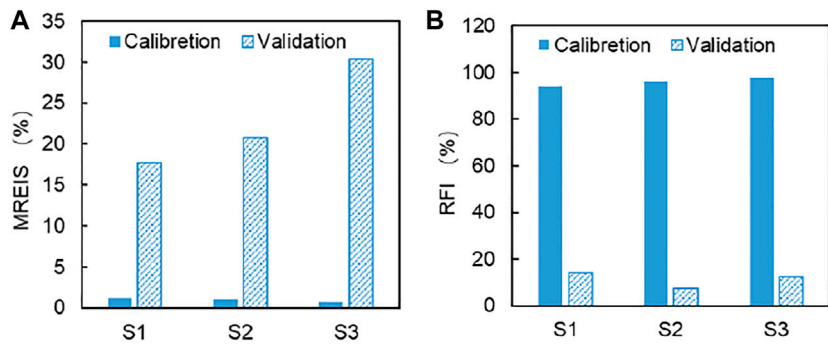 A
35
30
25
20
15
10
5
0
MREIS （%）
Calibretion Validation
S1 S2 S3
B
120
100
80
60
40
20
0
RFI （%）
Calibretion Validation
S1 S2 S3